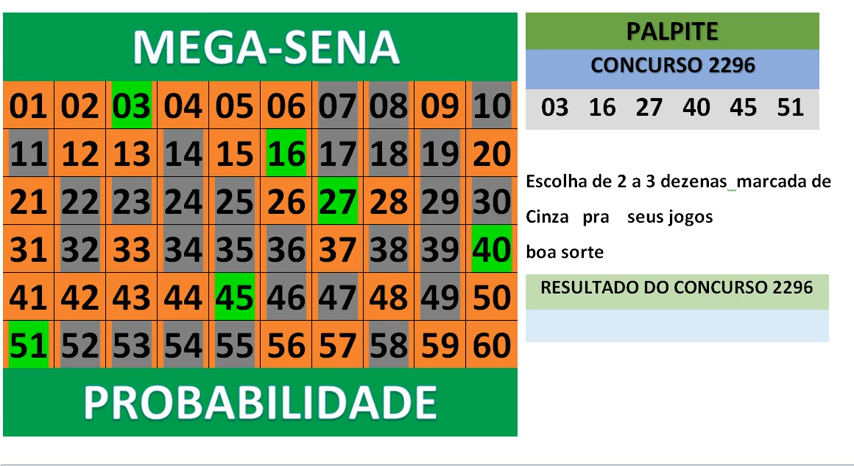 MEGA-SENA
01 02 03 04 05 06 07 08 09 10
11 12 13 14 15 16 17 18 19 20
21 22 23 24 25 26 27 28 29 30
31 32 33 34 35 36 37 38 39 40
41 42 43 44 45 46 47 48 49 50
51 52 53 54 55 56 57 58 59 60
PROBABILIDADE
PALPITE
CONCURSO 2296
03 16 27 40 45 51
Escolha de 2 a 3 dezenas marcada de
Cinza pra seus jogos
boa sorte
RESULTADO DO CONCURSO 2296